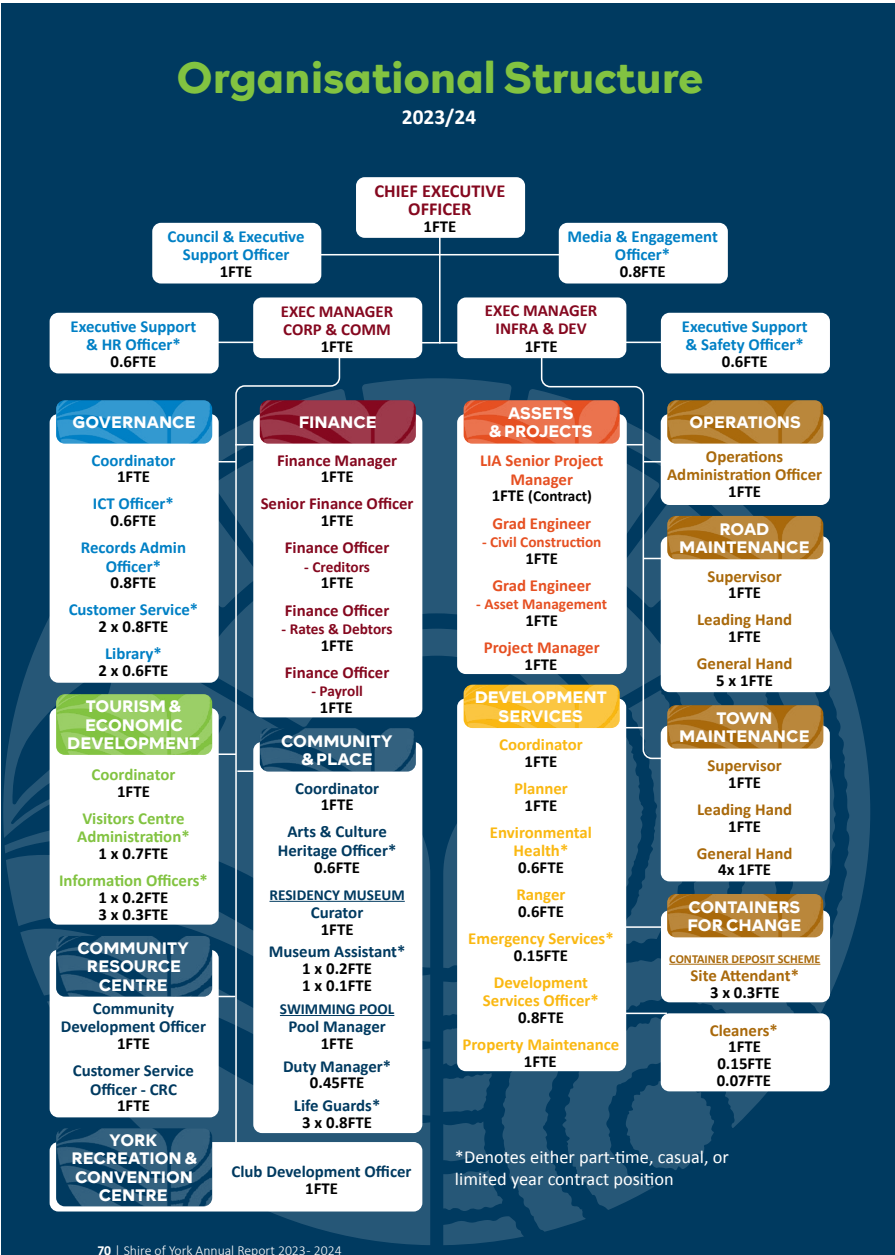 Organisational Structure
2023/24
CHIEF EXECUTIVE
OFFICER
1FTE
Council & Executive
Support Officer
1FTE
Media & Engagement
Officer*
0.8FTE
Executive Support
& HR Officer*
0.6FTE
EXEC MANAGER
CORP & COMM
1FTE
EXEC MANAGER
INFRA & DEV
1FTE
Executive Support
& Safety Officer*
0.6FTE
GOVERNANCE
Coordinator
1FTE
ICT Officer*
0.6FTE
Records Admin
Officer*
0.8FTE
Customer Service*
2 x 0.8FTE
Library*
2 x 0.6FTE
TOURISM &
ECONOMIC
DEVELOPMENT
Coordinator
1FTE
Visitors Centre
Administration*
1 x 0.7FTE
Information Officers*
1 x 0.2FTE
3 x 0.3FTE
COMMUNITY
RESOURCE
CENTRE
Community
Development Officer
1FTE
Customer Service
Officer - CRC
1FTE
YORK
RECREATION &
CONVENTION
CENTRE
Club Development Officer
1FTE
FINANCE
Finance Manager
1FTE
Senior Finance Officer
1FTE
Finance Officer
- Creditors
1FTE
Finance Officer
- Rates & Debtors
1FTE
Finance Officer
- Payroll
1FTE
COMMUNITY
& PLACE
Coordinator
1FTE
Arts & Culture
Heritage Officer*
0.6FTE
RESIDENCY MUSEUM
Curator
1FTE
Museum Assistant*
1 x 0.2FTE
1 x 0.1FTE
SWIMMING POOL
Pool Manager
1FTE
Duty Manager*
0.45FTE
Life Guards*
3 x 0.8FTE
ASSETS
& PROJECTS
LIA Senior Project
Manager
1FTE (Contract)
Grad Engineer
- Civil Construction
1FTE
Grad Engineer
- Asset Management
1FTE
Project Manager
1FTE
DEVELOPMENT
SERVICES
Coordinator
1FTE
Planner
1FTE
Environmental
Health*
0.6FTE
Ranger
0.6FTE
Emergency Services*
0.15FTE
Development
Services Officer*
0.8FTE
Property Maintenance
1FTE
OPERATIONS
Operations
Administration Officer
1FTE
ROAD
MAINTENANCE
Supervisor
1FTE
Leading Hand
1FTE
General Hand
5 x 1FTE
TOWN
MAINTENANCE
Supervisor
1FTE
Leading Hand
1FTE
General Hand
4x 1FTE
CONTAINERS
FOR CHANGE
CONTAINER DEPOSIT SCHEME
Site Attendant*
3 x 0.3FTE
Cleaners*
1FTE
0.15FTE
0.07FTE
*Denotes either part-time, casual, or
limited year contract position
70 | Shire of York Annual Report 2023- 2024